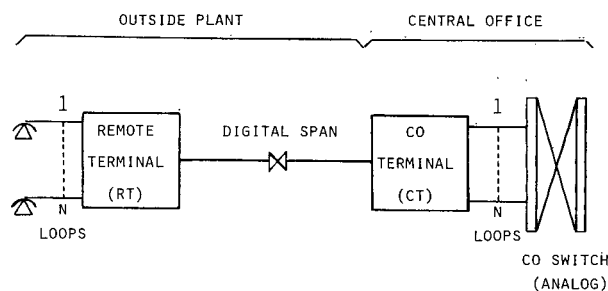 OUTSIDE PLANT
CENTRAL OFFICE
1
REMOTE
TERMINAL
(RT)
N
LOOPS
DIGITAL SPAN
CO
TERMINAL
(CT)
1
N
LOOPS
CO SWITCH
(ANALOG)